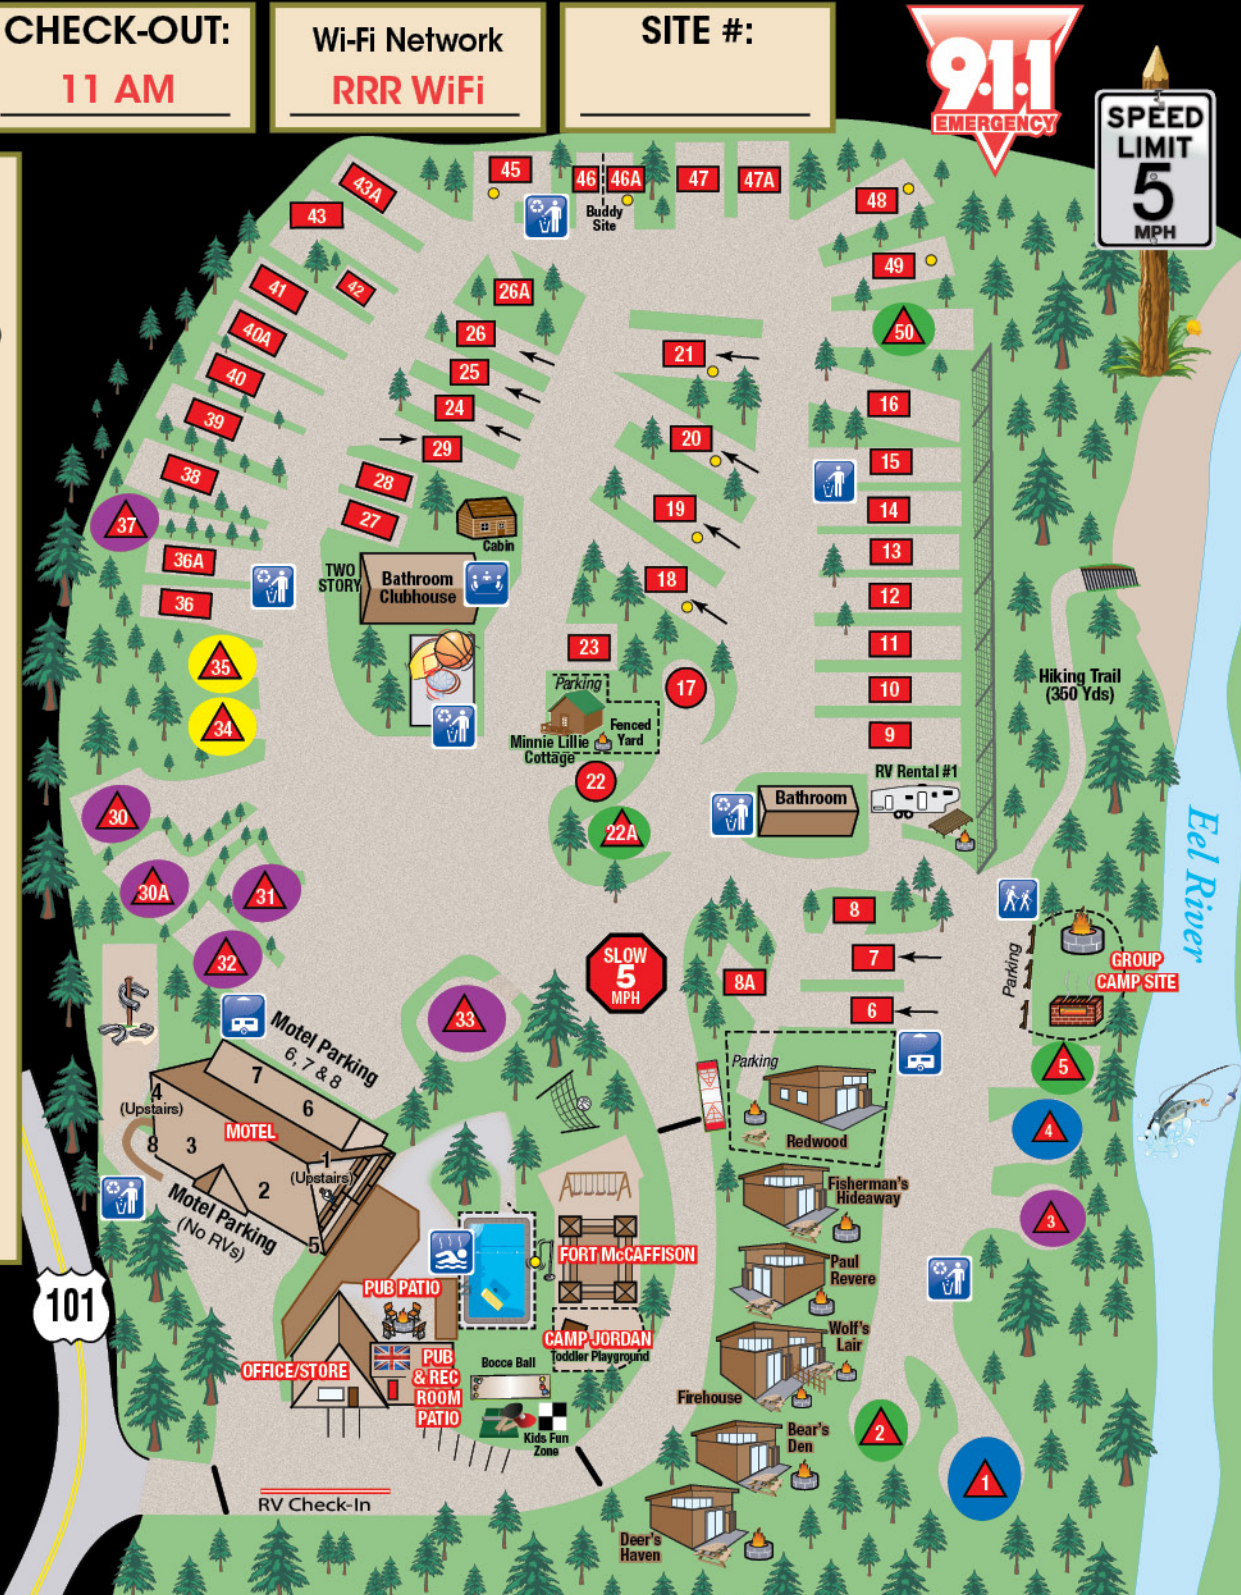 CHECK-OUT:
11 AM
Wi-Fi Network
RRR WiFi
SITE #:
9.1.1
EMERGENCY
SPEED
LIMIT
5
MPH
43A
43
45
46
46A
Buddy
Site
47
47A
48
49
50
41
42
26A
40A
26
25
24
29
40
39
38
28
27
37
36A
36
21
20
19
18
16
15
14
13
12
11
10
9
Cabin
TWO
STORY
Bathroom
Clubhouse
35
34
23
Parking
17
Fenced
Yard
Minnie Lillie
Cottage
22
22A
Hiking Trail
(350 Yds)
RV Rental #1
Bathroom
Eel River
30
30A
31
32
33
SLOW
5
MPH
8
7
8A
6
Parking
GROUP
CAMP SITE
5
4
3
Motel Parking
6, 7 & 8
7
6
4
(Upstairs)
MOTEL
8
3
1
(Upstairs)
2
5
Motel Parking
(No RVs)
Parking
Redwood
Fisherman's
Hideaway
Paul
Revere
Wolf's
Lair
Firehouse
Bear's
Den
Deer's
Haven
2
1
FORT McCAFFISON
CAMP JORDAN
Toddler Playground
PUB PATIO
OFFICE/STORE
PUB
& REC
ROOM
PATIO
Bocce Ball
Kids Fun
Zone
101
RV Check-In